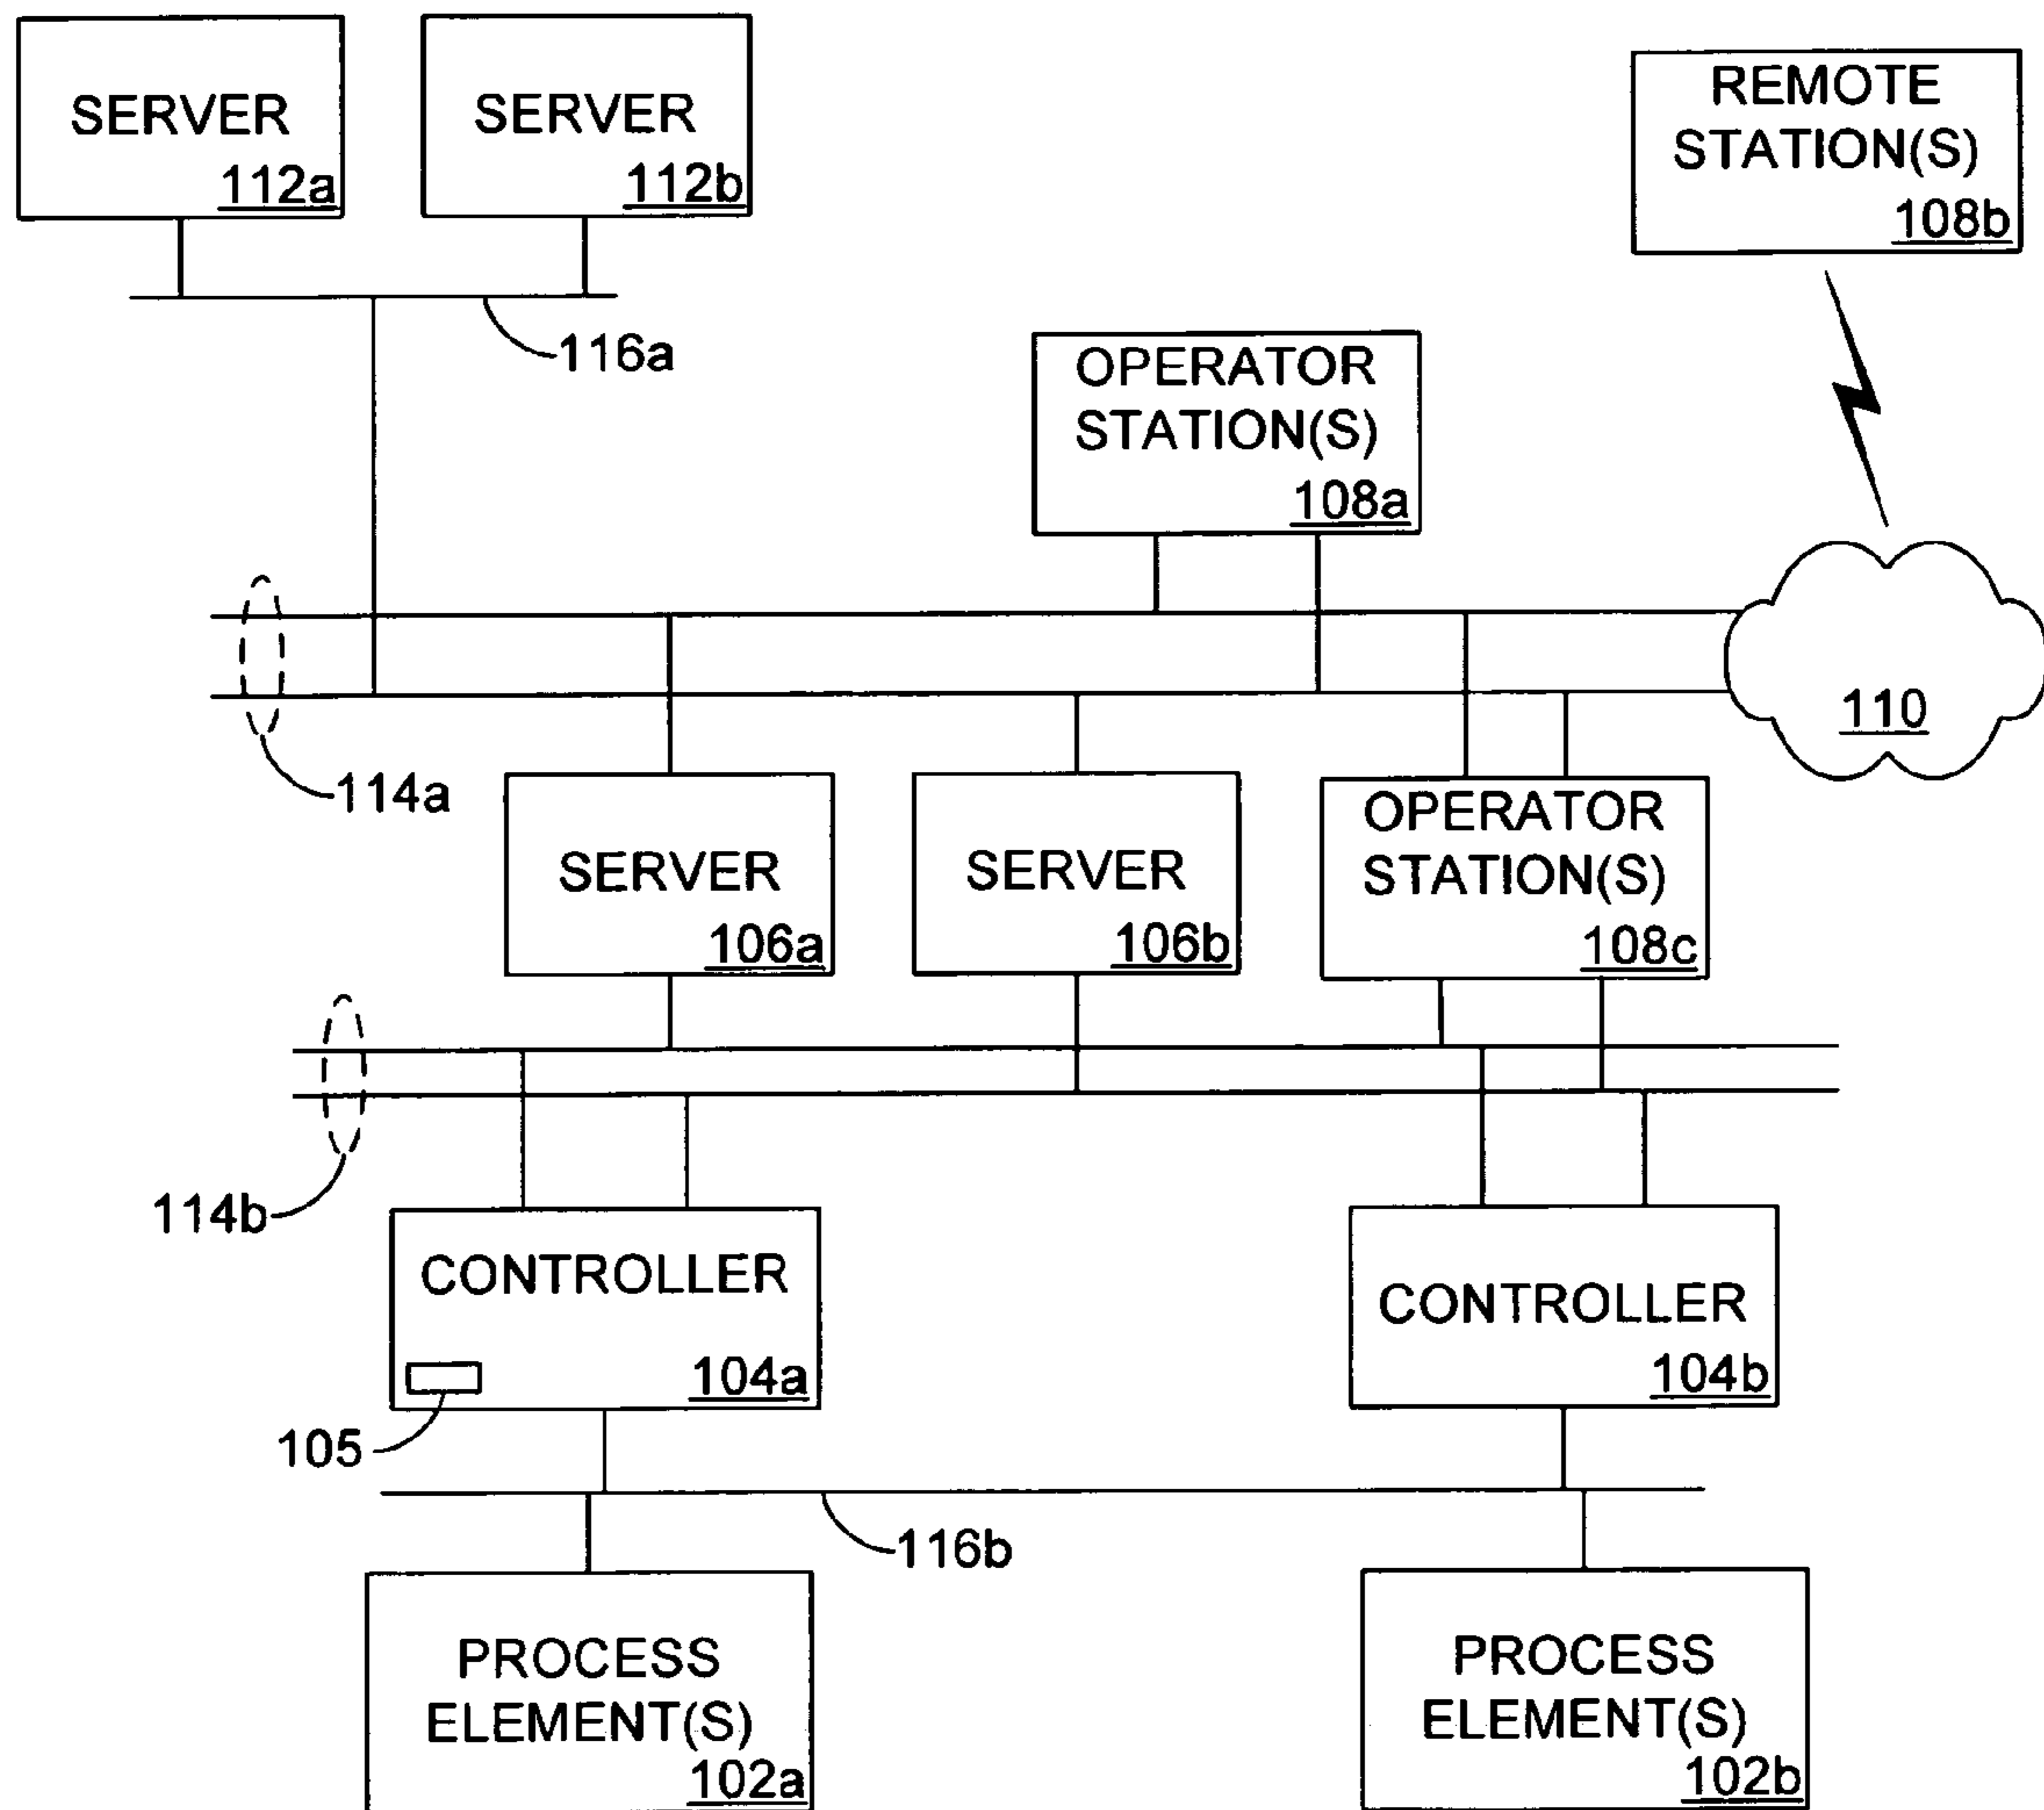 SERVER
112a
SERVER
112b
REMOTE
STATION(S)
108b
116a
OPERATOR
STATION(S)
108a
110
114a
SERVER
106a
SERVER
106b
OPERATOR
STATION(S)
108c
114b
CONTROLLER
104a
105
CONTROLLER
104b
116b
PROCESS
ELEMENT(S)
102a
PROCESS
ELEMENT(S)
102b